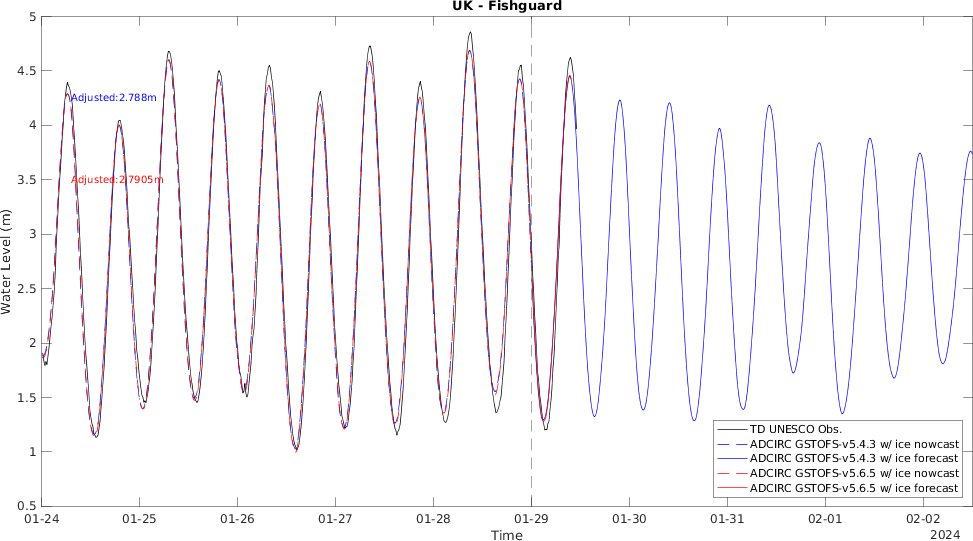 UK - Fishguard
5
4.5
4
3.5
3
2.5
2
1.5
1
0.5
Water Level (m)
Adjusted:2.788m
Adjusted:2.7905m
TD UNESCO Obs.
ADCIRC GSTOFS-v5.4.3 w/ ice nowcast
ADCIRC GSTOFS-v5.4.3 w/ ice forecast
ADCIRC GSTOFS-v5.6.5 w/ ice nowcast
ADCIRC GSTOFS-v5.6.5 w/ ice forecast
01-24 01-25 01-26 01-27 01-28 01-29 01-30 01-31 02-01 02-02
Time
2024